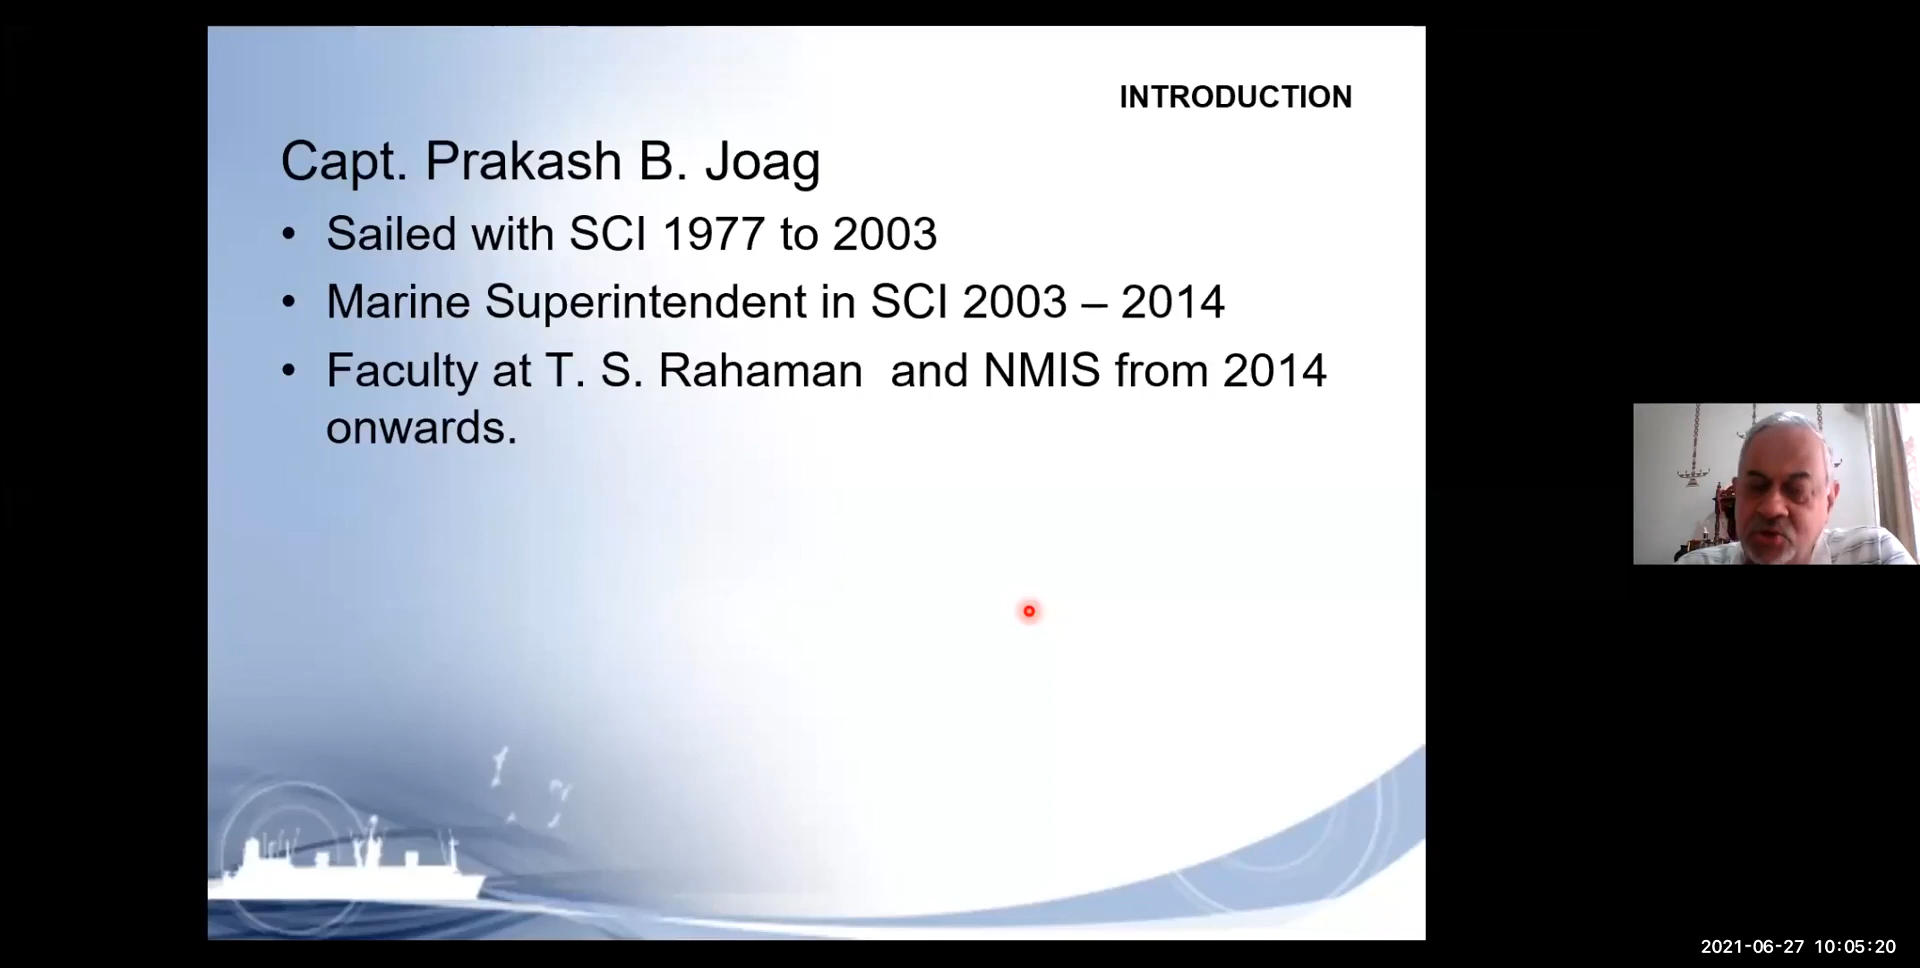 INTRODUCTION
Capt. Prakash B. Joag
• Sailed with SCI 1977 to 2003
• Marine Superintendent in SCI 2003 – 2014
• Faculty at T. S. Rahaman and NMIS from 2014
onwards.
2021-06-27 10:05:20